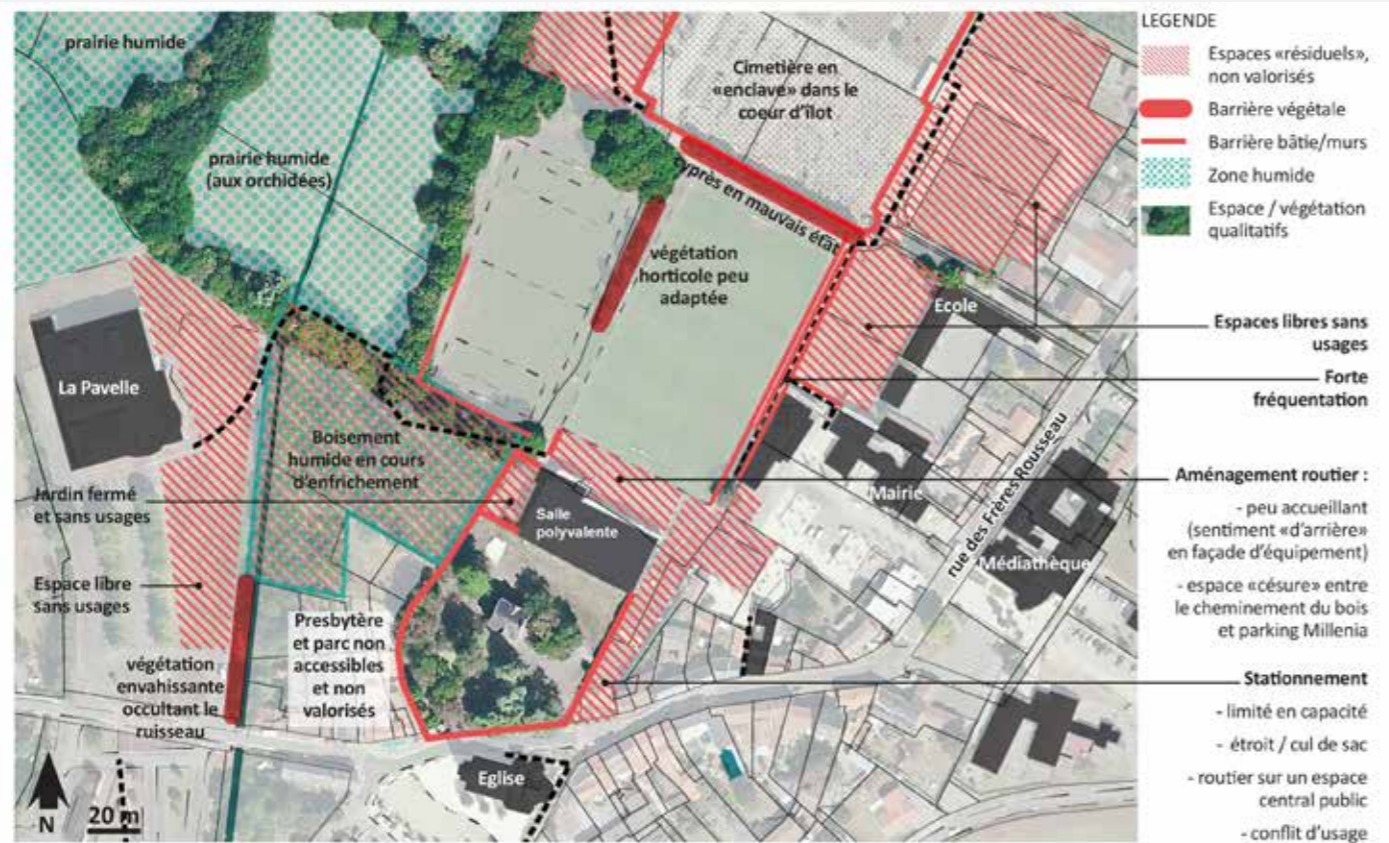 prairie humide
prairie humide
(aux orchidées)
Cimetière en
«enclave» dans le
coeur d'îlot
cyprès en mauvais état
végétation
horticole peu
adaptée
Ecole
La Pavelle
Boisement
humide en cours
d'enfrichement
Jardin fermé
et sans usages
Salle
polyvalente
Mairie
rue des Frères Rousseau
Médiathèque
Espace libre
sans usages
Presbytère
et parc non
accessibles
et non
valorisés
végétation
envahissante
occultant le
ruisseau
Eglise
N
20 m
LEGENDE
Espaces «résiduels»,
non valorisés
Barrière végétale
Barrière bâtie/murs
Zone humide
Espace / végétation
qualitatifs
Espaces libres sans
usages
Forte
fréquentation
Aménagement routier :
- peu accueillant
(sentiment «d'arrière»
en façade d'équipement)
- espace «césure» entre
le cheminement du bois
et parking Millenia
Stationnement
- limité en capacité
- étroit / cul de sac
- routier sur un espace
central public
- conflit d'usage